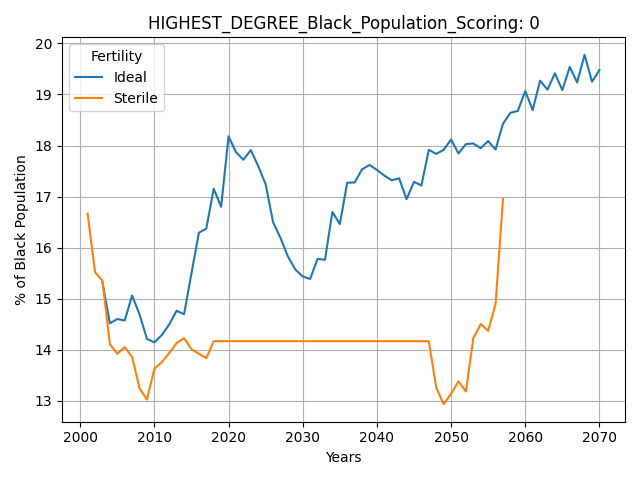 HIGHEST_DEGREE_Black_Population_Scoring: 0
Fertility
Ideal
Sterile
% of Black Population
20
19
18
17
16
15
14
13
2000 2010 2020 2030 2040 2050 2060 2070
Years